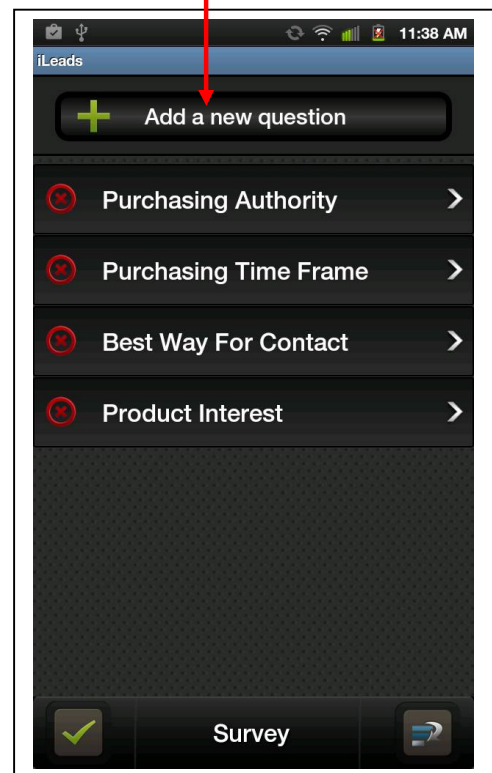 11:38 AM
iLeads
Add a new question
Purchasing Authority
Purchasing Time Frame
Best Way For Contact
Product Interest
Survey